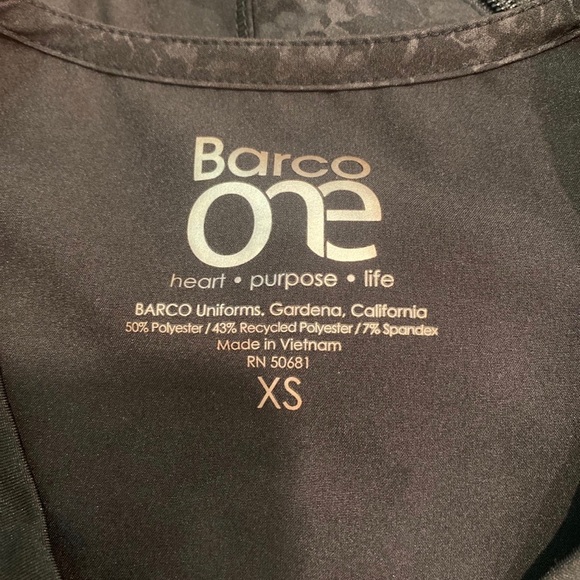 Barco
one
heart • purpose • life
BARCO Uniforms. Gardena, California
50% Polyester/43% Recycled Polyester/7% Spandex
Made in Vietnam
RN 50681
XS